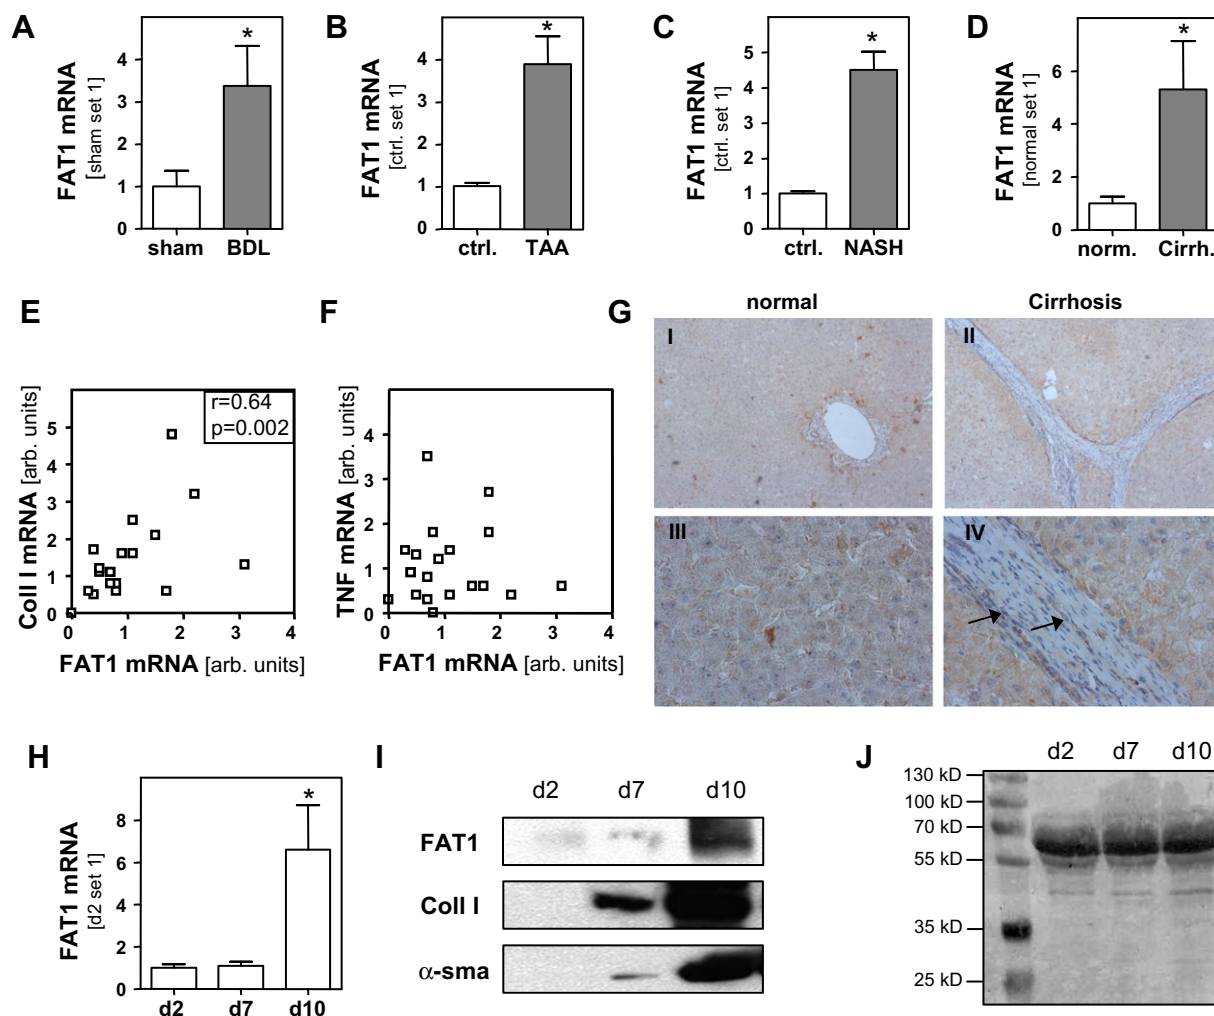 A
FAT1 mRNA
[sham set 1]
4
3
2
1
0
*
sham BDL
B
FAT1 mRNA
[ctrl. set 1]
4
3
2
1
0
*
ctrl. TAA
C
FAT1 mRNA
[ctrl. set 1]
5
4
3
2
1
0
*
ctrl. NASH
D
FAT1 mRNA
[normal set 1]
6
4
2
0
*
norm. Cirrh.
E
Coll I mRNA [arb. units]
5
4
3
2
1
0
r=0.64
p=0.002
0 1 2 3 4
FAT1 mRNA [arb. units]
F
TNF mRNA [arb. units]
4
3
2
1
0
0 1 2 3 4
FAT1 mRNA [arb. units]
G
normal Cirrhosis
I II
III IV
H
FAT1 mRNA
[d2 set 1]
8
6
4
2
0
*
d2 d7 d10
I
d2 d7 d10
FAT1
Coll I
α-sma
J
d2 d7 d10
130 kD
100 kD
70 kD
55 kD
35 kD
25 kD